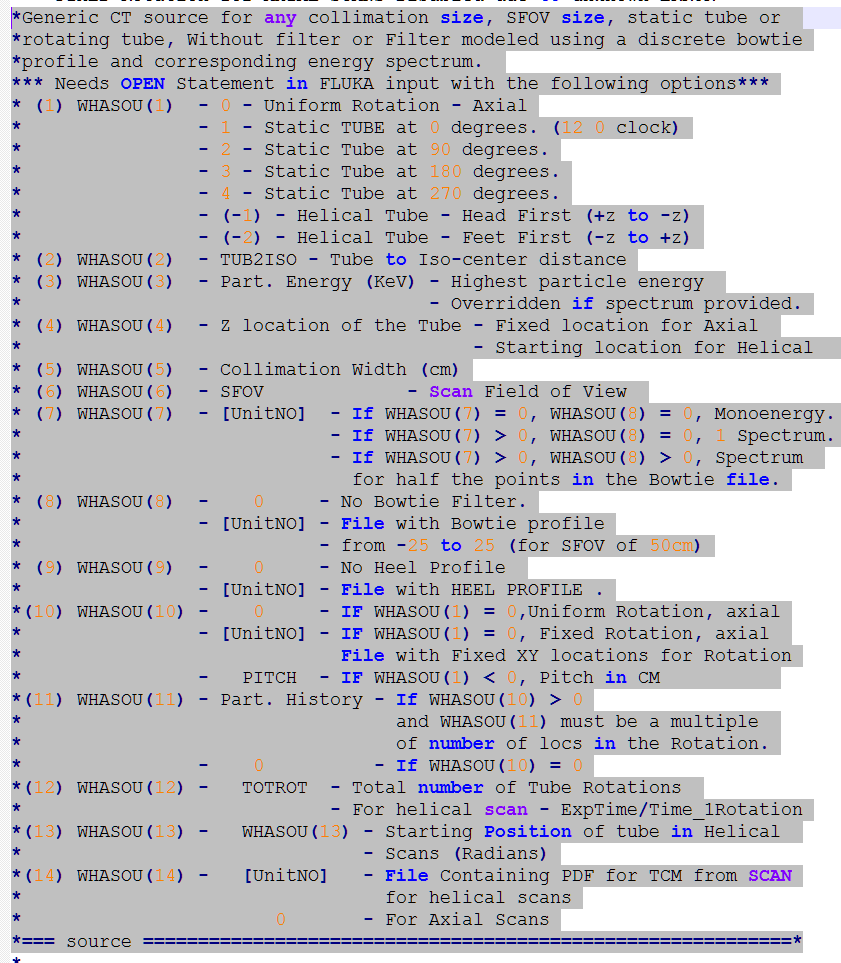 *Generic CT source for any collimation size, SFOV size, static tube or
*rotating tube, Without filter or Filter modeled using a discrete bowtie
*profile and corresponding energy spectrum.
*** Needs OPEN Statement in FLUKA input with the following options***
* (1) WHASOU(1)  - 0 - Uniform Rotation - Axial
*                - 1 - Static TUBE at 0 degrees. (12 0 clock)
*                - 2 - Static Tube at 90 degrees.
*                - 3 - Static Tube at 180 degrees.
*                - 4 - Static Tube at 270 degrees.
*                - (-1) - Helical Tube - Head First (+z to -z)
*                - (-2) - Helical Tube - Feet First (-z to +z)
* (2) WHASOU(2)  - TUB2ISO - Tube to Iso-center distance
* (3) WHASOU(3)  - Part. Energy (KeV) - Highest particle energy
*                                     - Overridden if spectrum provided.
* (4) WHASOU(4)  - Z location of the Tube - Fixed location for Axial
*                                         - Starting location for Helical
* (5) WHASOU(5)  - Collimation Width (cm)
* (6) WHASOU(6)  - SFOV             - Scan Field of View
* (7) WHASOU(7)  - [UnitNO]  - If WHASOU(7) = 0, WHASOU(8) = 0, Monoenergy.
*                            - If WHASOU(7) > 0, WHASOU(8) = 0, 1 Spectrum.
*                            - If WHASOU(7) > 0, WHASOU(8) > 0, Spectrum
*                              for half the points in the Bowtie file.
* (8) WHASOU(8)  -    0     - No Bowtie Filter.
*                - [UnitNO] - File with Bowtie profile
*                           - from -25 to 25 (for SFOV of 50cm)
* (9) WHASOU(9)  -    0     - No Heel Profile
*                - [UnitNO] - File with HEEL PROFILE .
*(10) WHASOU(10) -    0     - IF WHASOU(1) = 0,Uniform Rotation, axial
*                - [UnitNO] - IF WHASOU(1) = 0, Fixed Rotation, axial
*                             File with Fixed XY locations for Rotation
*                -   PITCH  - IF WHASOU(1) < 0, Pitch in CM
*(11) WHASOU(11) - Part. History - If WHASOU(10) > 0
*                                  and WHASOU(11) must be a multiple
*                                  of number of locs in the Rotation.
*                -    0          - If WHASOU(10) = 0
*(12) WHASOU(12) -   TOTROT  - Total number of Tube Rotations
*                            - For helical scan - ExpTime/Time_1Rotation
*(13) WHASOU(13) -   WHASOU(13) - Starting Position of tube in Helical
*                               - Scans (Radians)
*(14) WHASOU(14) -   [UnitNO]   - File Containing PDF for TCM from SCAN
*                                 for helical scans
*                       0       - For Axial Scans
*=== source ===========================================================*
*